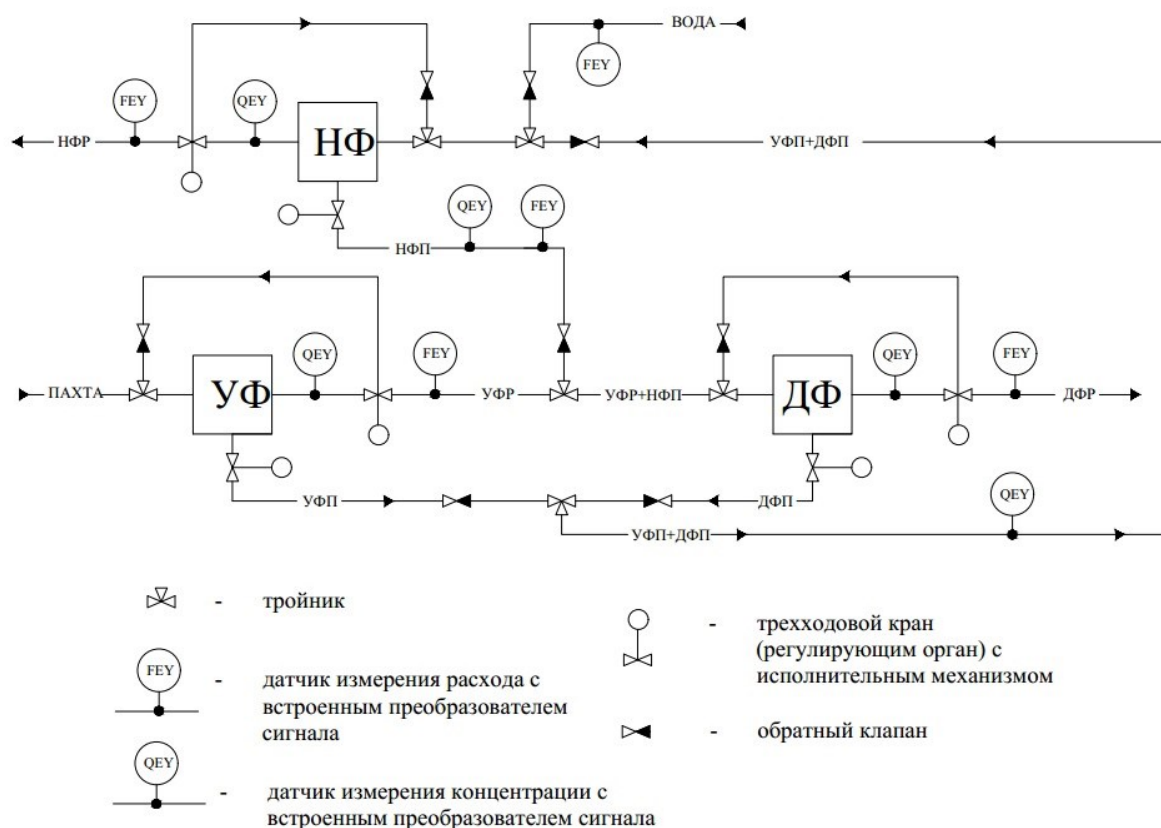 ВОДА
FEY
FEY
QEY
НФ
НФР
УФП+ДФП
QEY
FEY
НФП
QEY
FEY
QEY
FEY
ПАХТА
УФ
УФР
УФР+НФП
ДФ
ДФР
УФП
ДФП
QEY
УФП+ДФП
- тройник
- трехходовой кран
(регулирующим орган) с
исполнительным механизмом
FEY
- датчик измерения расхода с
встроенным преобразователем
сигнала
- обратный клапан
QEY
- датчик измерения концентрации с
встроенным преобразователем сигнала